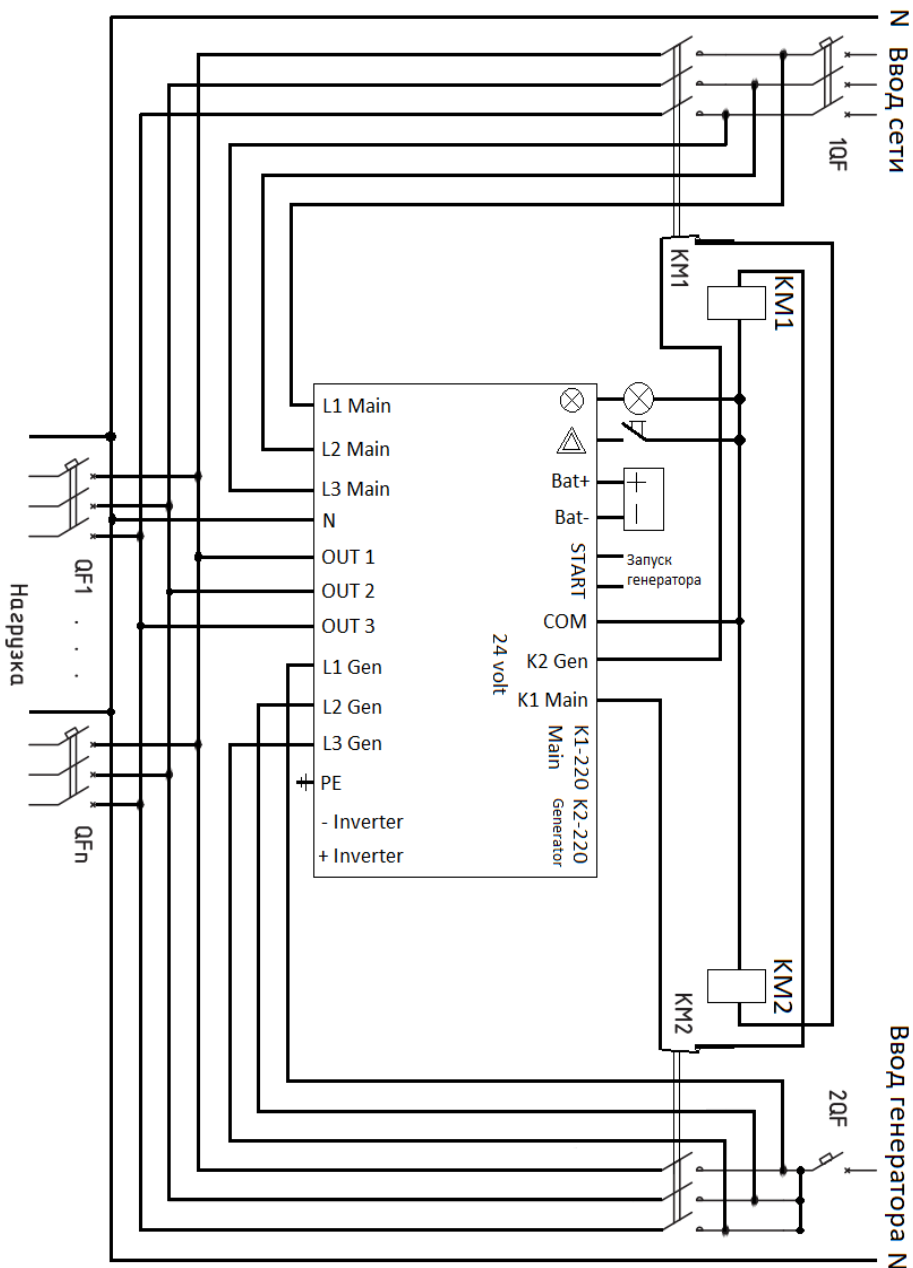 N
Ввод сети
1QF
KM1
KM1
L1 Main
L2 Main
L3 Main
N
OUT 1
OUT 2
OUT 3
L1 Gen
L2 Gen
L3 Gen
PE
- Inverter
+ Inverter
Bat+
Bat-
START
COM
K2 Gen
K1 Main
24 volt
K1-220 K2-220
Main
Generator
+
−
Запуск
генератора
QF1
. . . .
QFn
Нагрузка
KM2
KM2
2QF
Ввод генератора
N